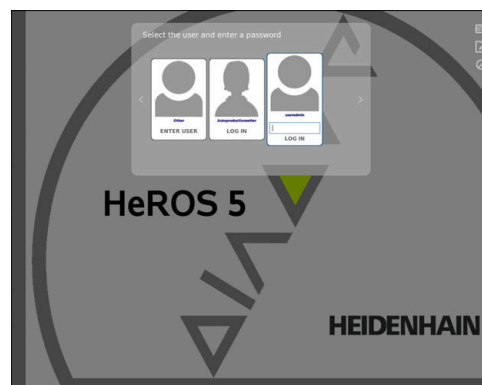 Select the user and enter a password
Other
ENTER USER
Autoproductionsetter
LOG IN
useradmin
LOG IN
HeROS 5
HEIDENHAIN